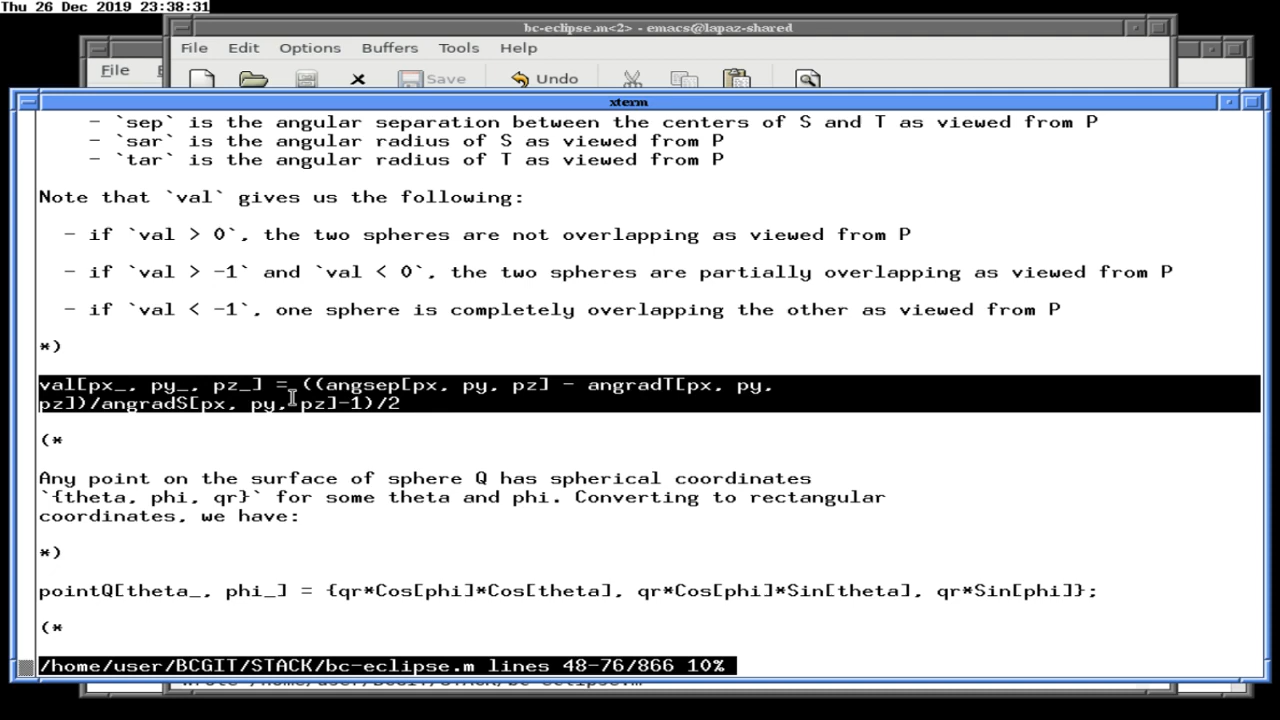 Thu 26 Dec 2019 23:38:31
bc-eclipse.m<2> - emacs@lapaz-shared
File Edit Options Buffers Tools Help
File
Save Undo
xterm
- `sep` is the angular separation between the centers of S and T as viewed from P
- `sar` is the angular radius of S as viewed from P
- `tar` is the angular radius of T as viewed from P
Note that `val` gives us the following:
- if `val > 0`, the two spheres are not overlapping as viewed from P
- if `val > -1` and `val < 0`, the two spheres are partially overlapping as viewed from P
- if `val < -1`, one sphere is completely overlapping the other as viewed from P
*)
val[px_, py_, pz_] = ((angsep[px, py, pz] - angradT[px, py,
pz])/angradS[px, py, pz]-1)/2
(*
Any point on the surface of sphere Q has spherical coordinates
`{theta, phi, qr}` for some theta and phi. Converting to rectangular
coordinates, we have:
*)
pointQ[theta_, phi_] = {qr*Cos[phi]*Cos[theta], qr*Cos[phi]*Sin[theta], qr*Sin[phi]};
(*
/home/user/BCGIT/STACK/bc-eclipse.m lines 48-76/866 10%
Wrote /home/user/BCGIT/STACK/bc-eclipse.m